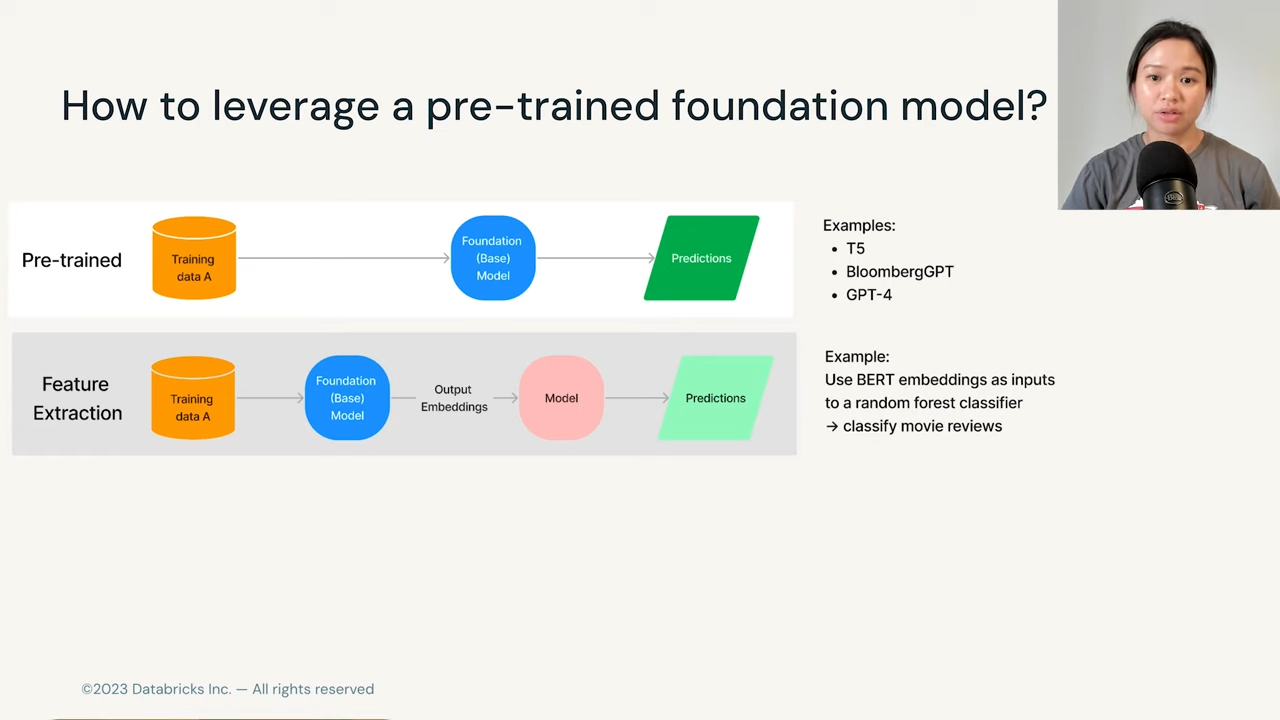 How to leverage a pre-trained foundation model?
Pre-trained
Training
data A
Foundation
(Base)
Model
Predictions
Examples:
• T5
• BloombergGPT
• GPT-4
Feature
Extraction
Training
data A
Foundation
(Base)
Model
Output
Embeddings
Model
Predictions
Example:
Use BERT embeddings as inputs
to a random forest classifier
→ classify movie reviews
©2023 Databricks Inc. — All rights reserved